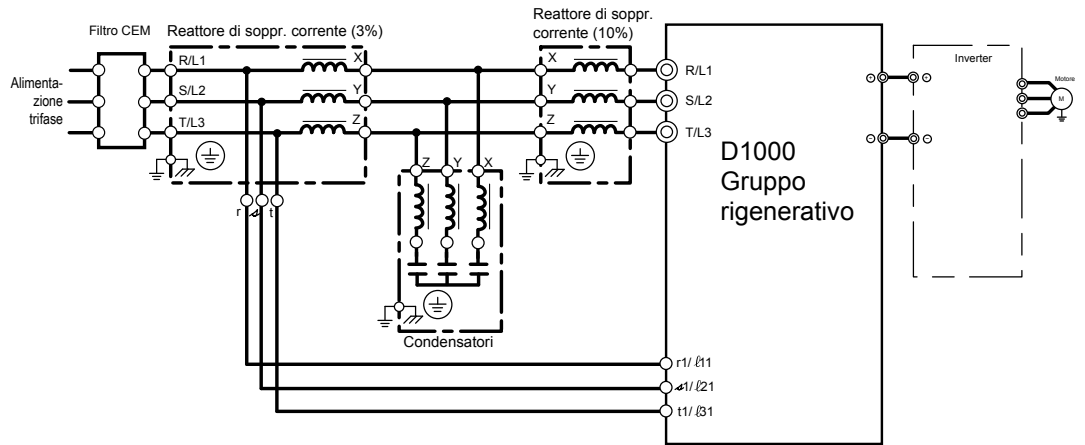 Filtro CEM
Reattore di soppr. corrente (3%)
Reattore di soppr.
corrente (10%)
Alimenta-
zione
trifase
R/L1
S/L2
T/L3
X
Y
Z
X
Y
Z
R/L1
S/L2
T/L3
Inverter
Motore
M
D1000
Gruppo
rigenerativo
Z
Y
X
r
s
t
Condensatori
r1/ℓ11
s1/ℓ21
t1/ℓ31